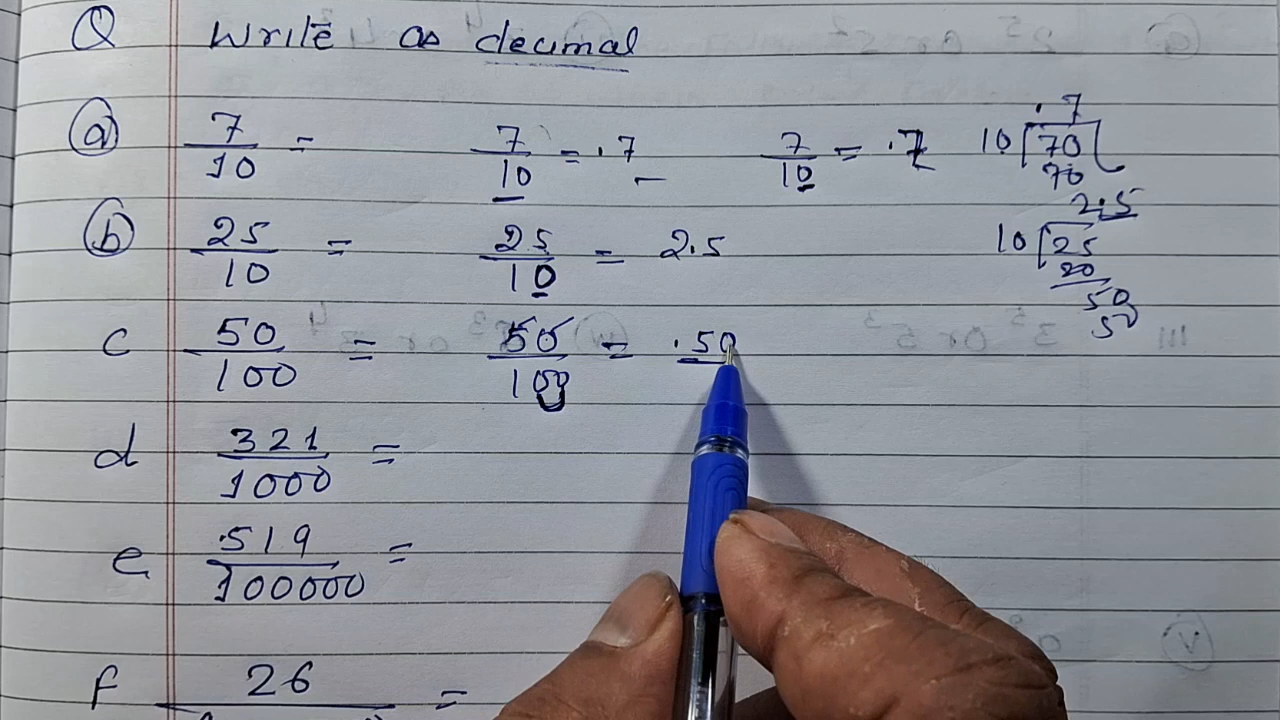 Q Write as decimal
a 7/10 = 7/10 = .7 7/10 = .7 10 70 .7 70
b 25/10 = 25/10 = 2.5 10 25 2.5 20 50 50
c 50/100 = 50/100 = .50
d 321/1000 =
e .519/100000 =
f 26 =